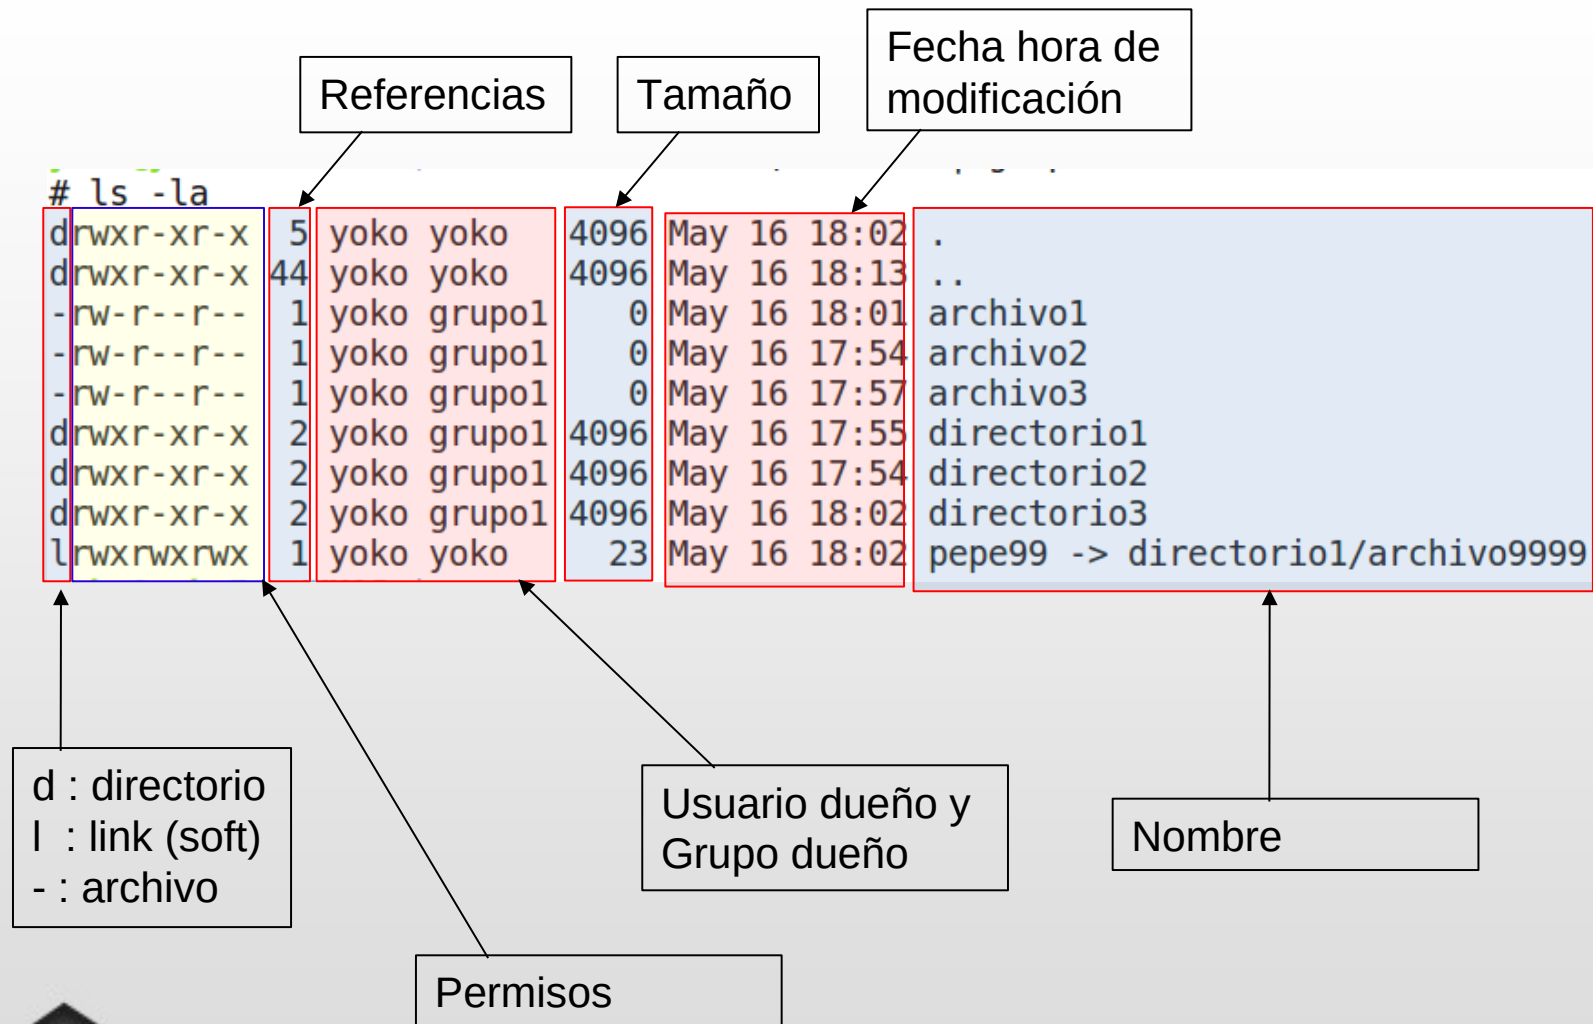 Fecha hora de
modificación
Referencias
Tamaño
# ls -la
drwxr-xr-x 5 yoko yoko 4096 May 16 18:02 .
drwxr-xr-x 44 yoko yoko 4096 May 16 18:13 ..
-rw-r--r-- 1 yoko grupo1 0 May 16 18:01 archivo1
-rw-r--r-- 1 yoko grupo1 0 May 16 17:54 archivo2
-rw-r--r-- 1 yoko grupo1 0 May 16 17:57 archivo3
drwxr-xr-x 2 yoko grupo1 4096 May 16 17:55 directorio1
drwxr-xr-x 2 yoko grupo1 4096 May 16 17:54 directorio2
drwxr-xr-x 2 yoko grupo1 4096 May 16 18:02 directorio3
lrwxrwxrwx 1 yoko yoko 23 May 16 18:02 pepe99 -> directorio1/archivo9999
d : directorio
l : link (soft)
- : archivo
Usuario dueño y
Grupo dueño
Nombre
Permisos